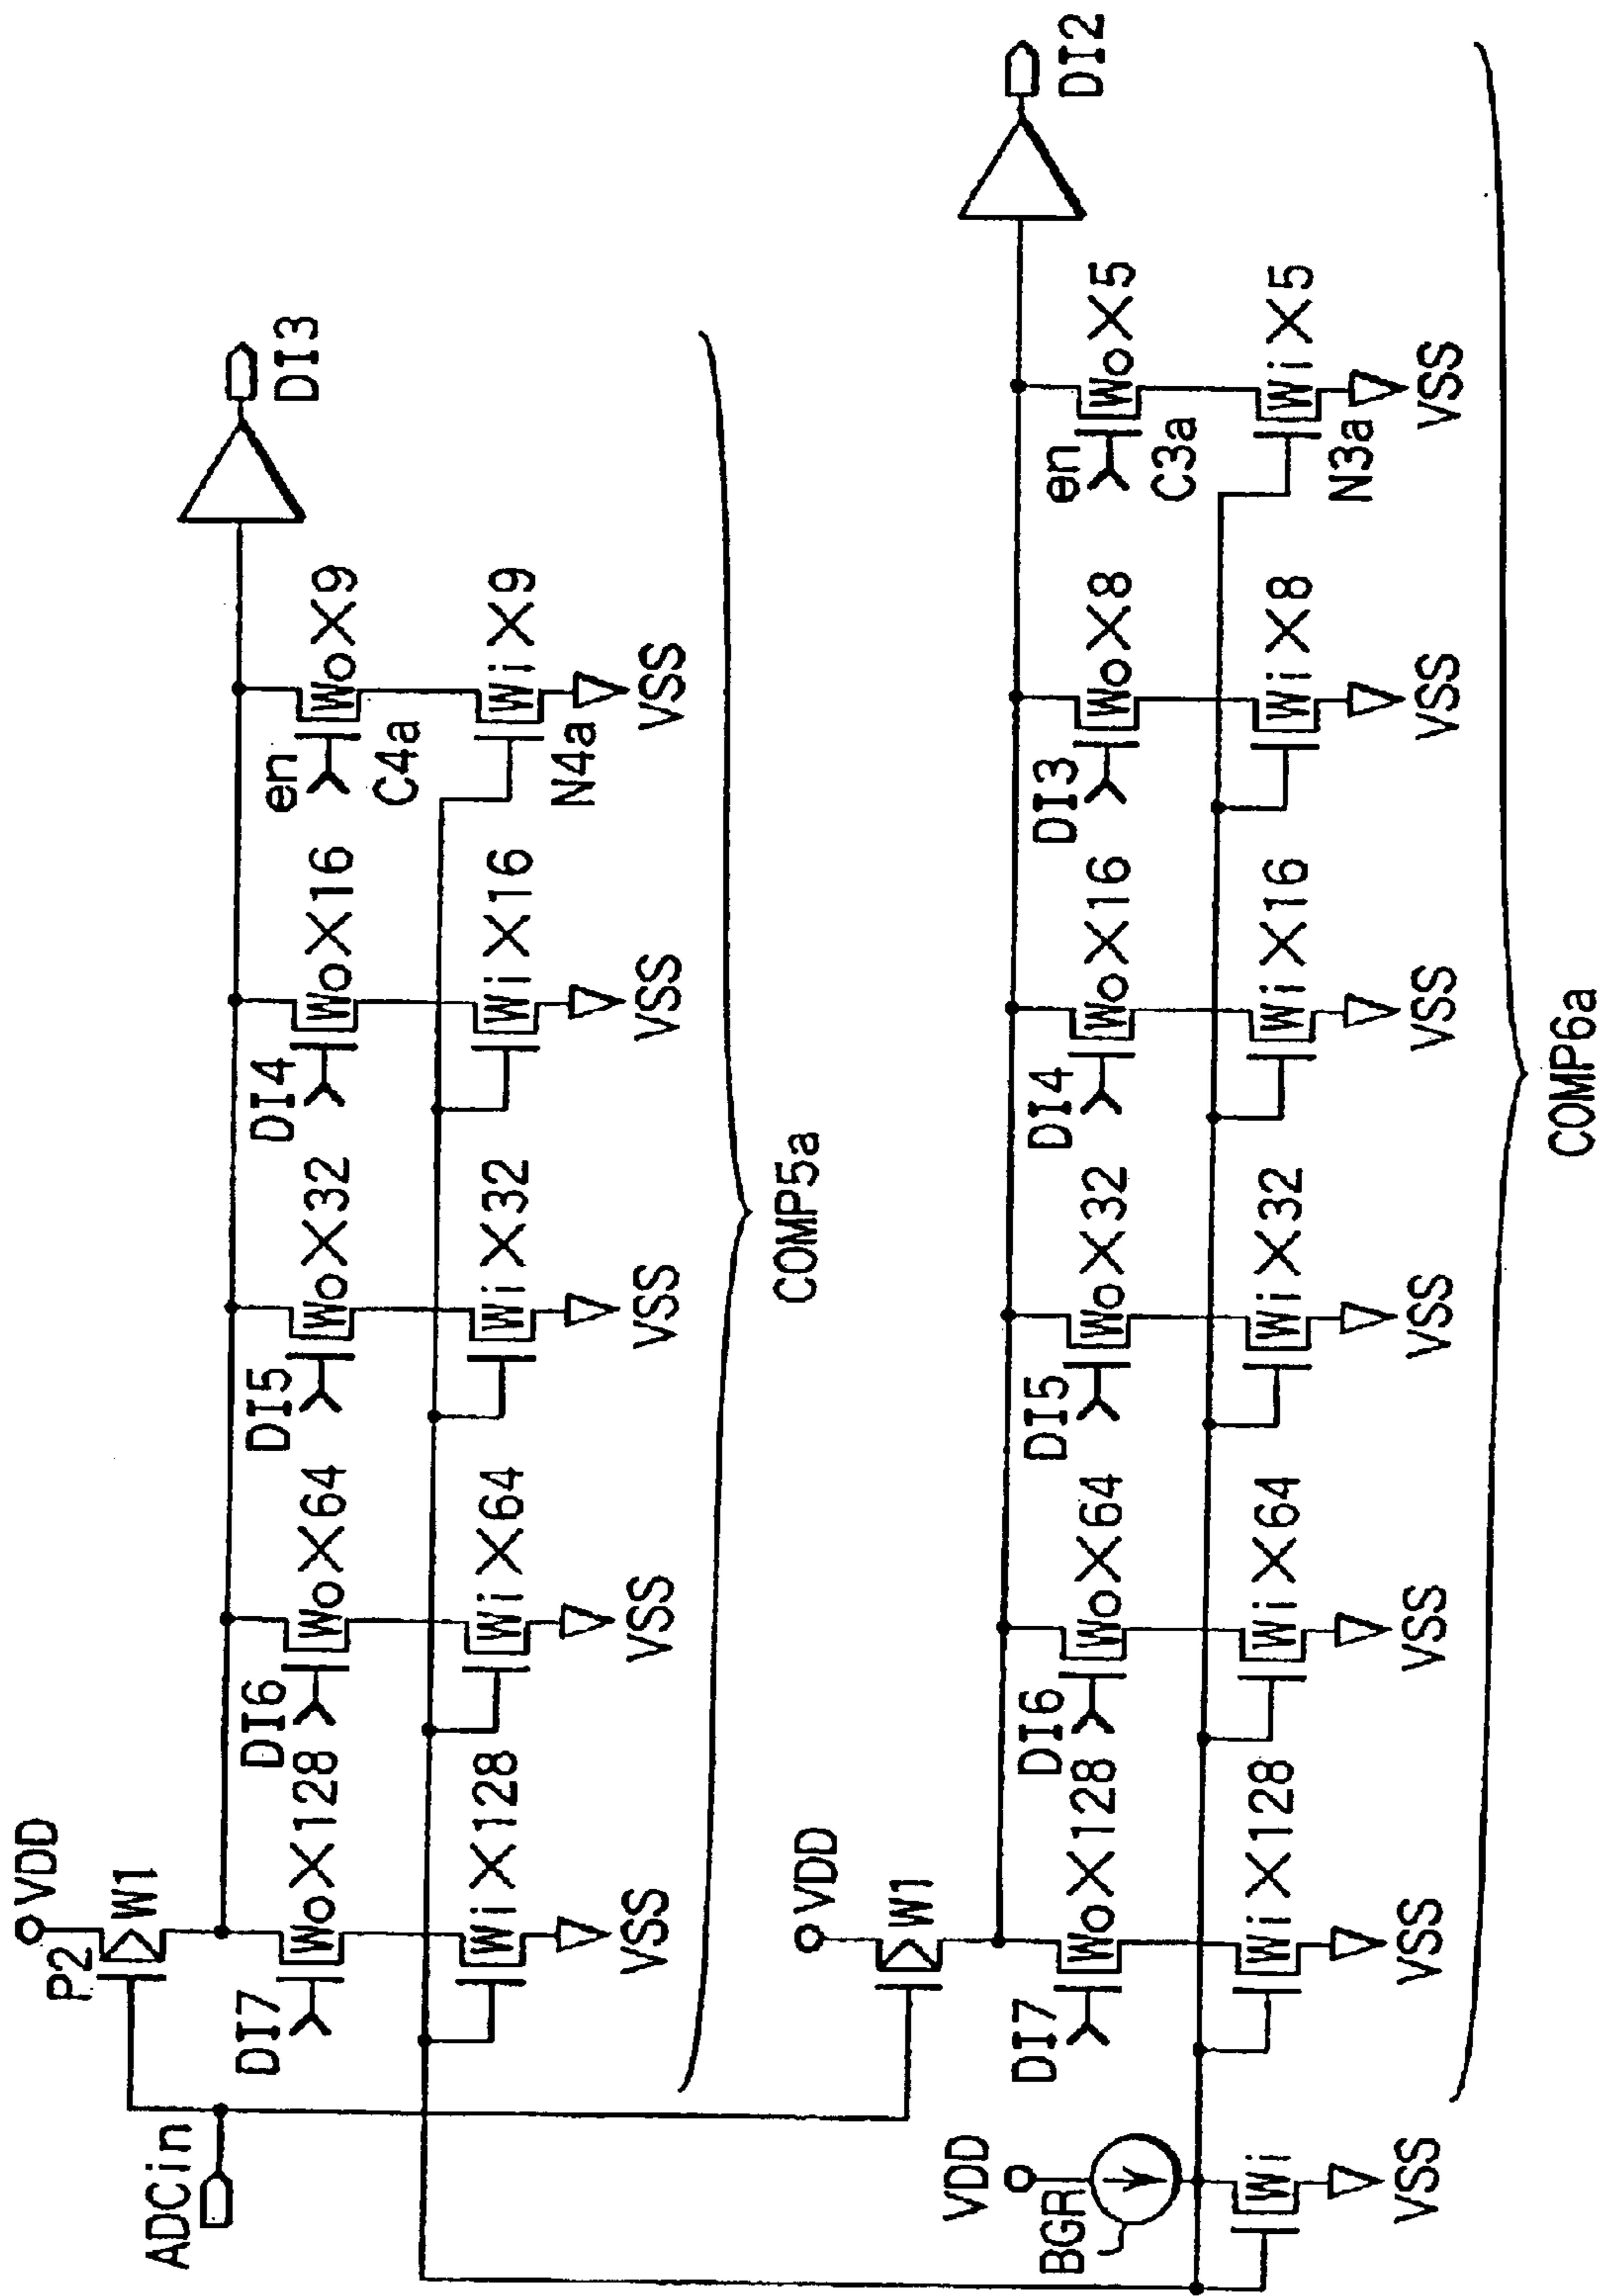 ADCin
P2
VDD
W1
DI7
Wo×128
Wi×128
VSS
DI6
Wo×64
Wi×64
VSS
DI5
Wo×32
Wi×32
VSS
DI4
Wo×16
Wi×16
VSS
en
Wo×9
C4a
Wi×9
N4a
VSS
DI3
COMP5a
VDD
BGR
Wi
VSS
VDD
W1
DI7
Wo×128
Wi×128
VSS
DI6
Wo×64
Wi×64
VSS
DI5
Wo×32
Wi×32
VSS
DI4
Wo×16
Wi×16
VSS
DI3
Wo×8
Wi×8
VSS
en
Wo×5
C3a
Wi×5
N3a
VSS
DI2
COMP6a